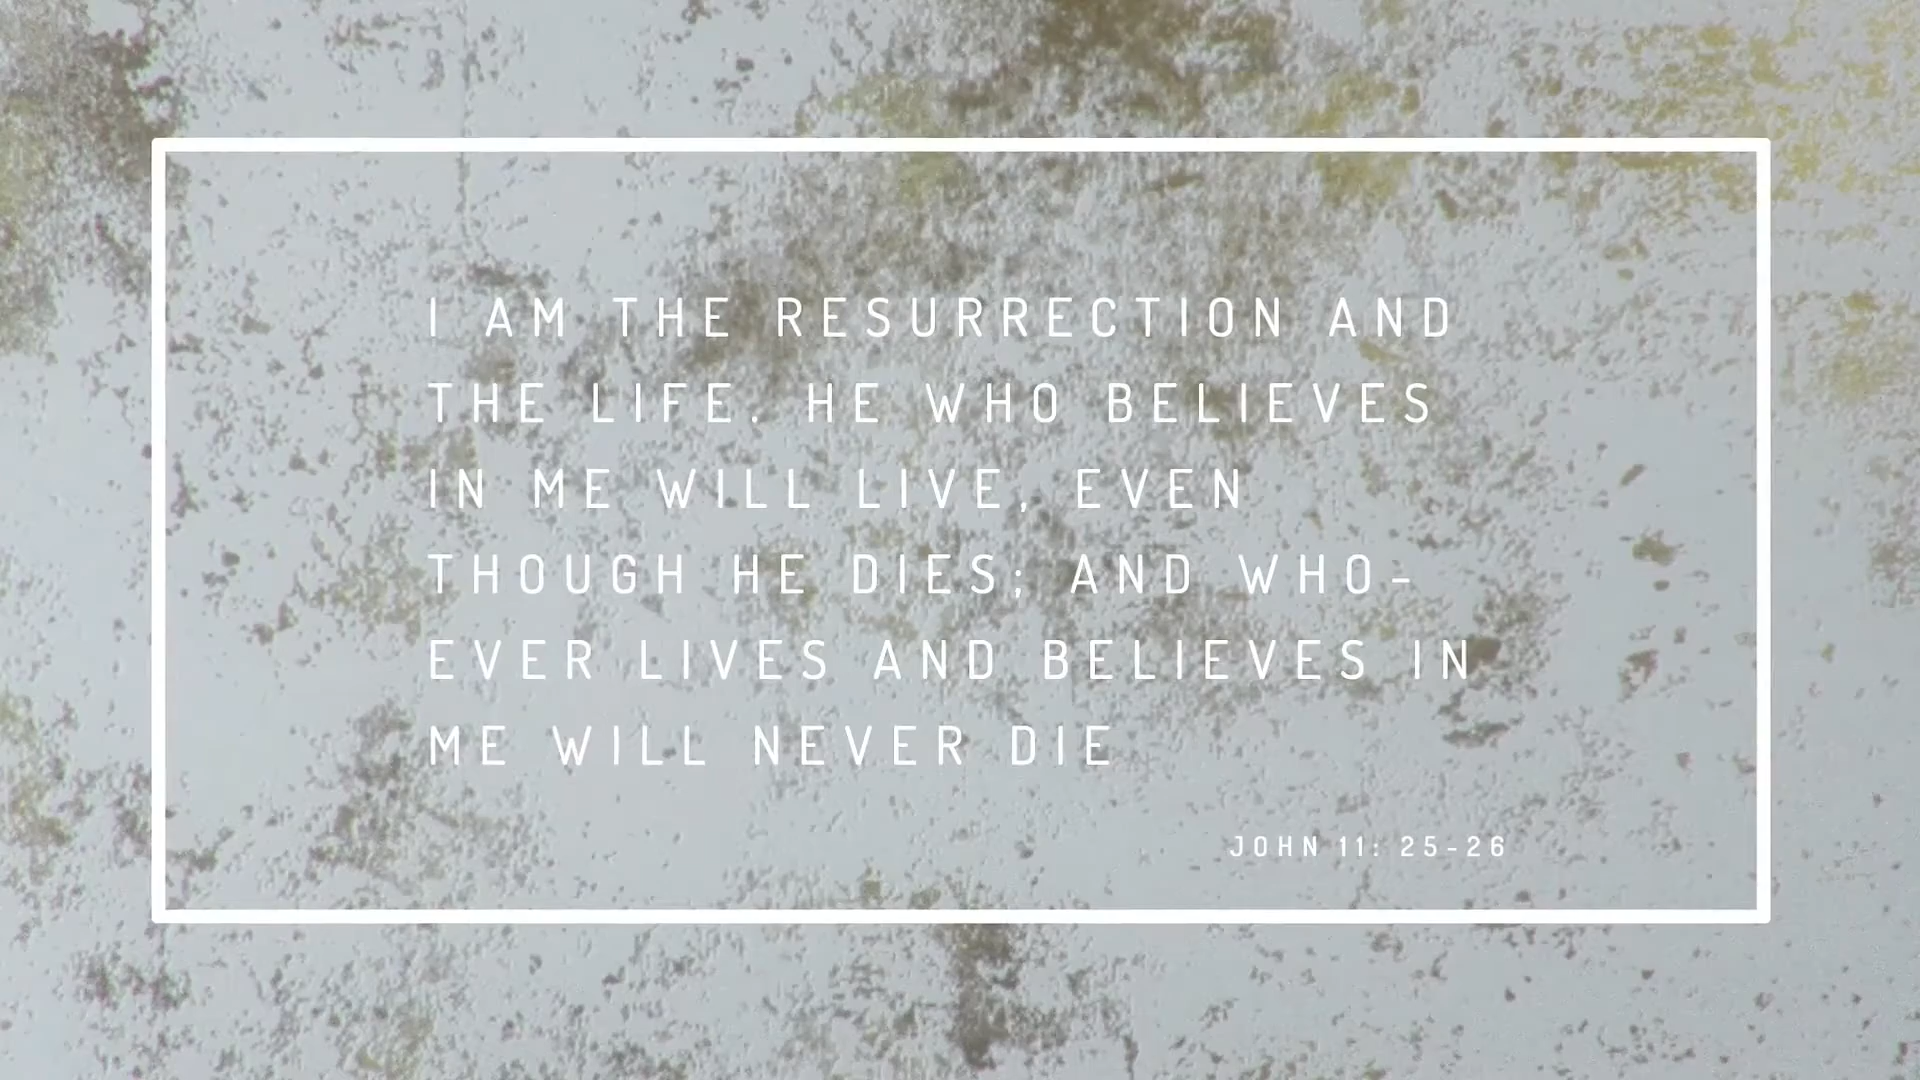 I AM THE RESURRECTION AND
THE LIFE. HE WHO BELIEVES
IN ME WILL LIVE, EVEN
THOUGH HE DIES; AND WHO-
EVER LIVES AND BELIEVES IN
ME WILL NEVER DIE
JOHN 11: 25-26